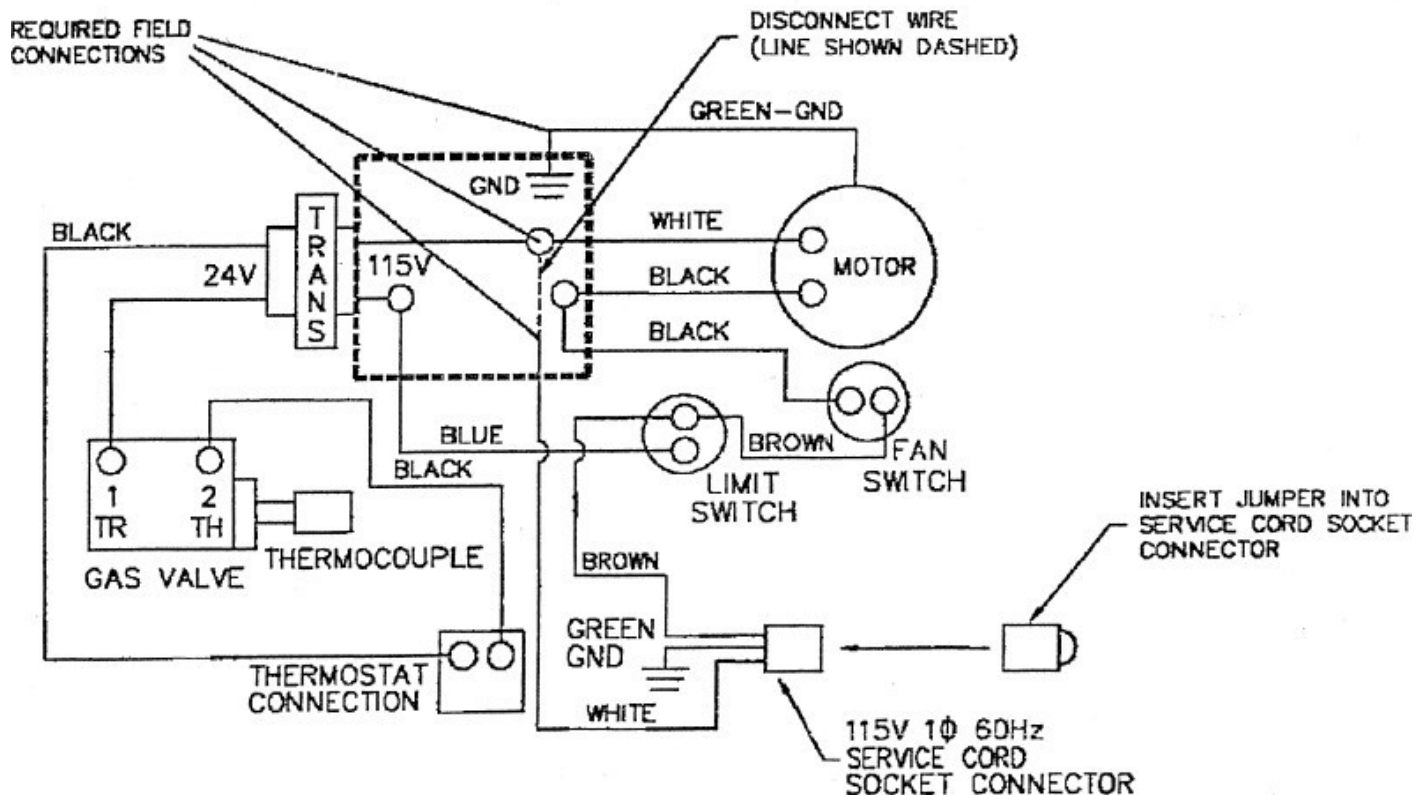 REQUIRED FIELD
CONNECTIONS
DISCONNECT WIRE
(LINE SHOWN DASHED)
GREEN-GND
GND
BLACK
TRANS
24V
115V
WHITE
MOTOR
BLACK
BLACK
BLUE
BLACK
BROWN
LIMIT
SWITCH
FAN
SWITCH
1
TR
2
TH
THERMOCOUPLE
GAS VALVE
INSERT JUMPER INTO
SERVICE CORD SOCKET
CONNECTOR
BROWN
GREEN
GND
THERMOSTAT
CONNECTION
WHITE
115V 1Φ 60Hz
SERVICE CORD
SOCKET CONNECTOR